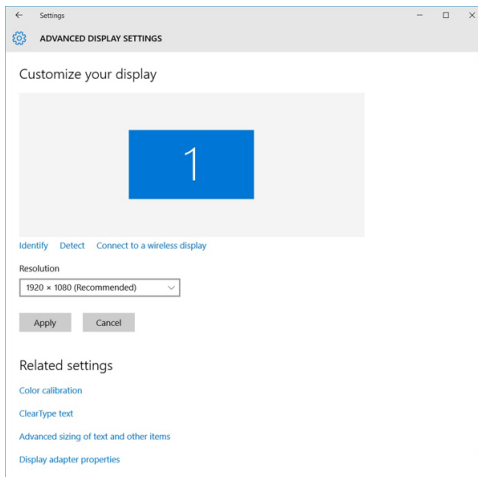 Settings
ADVANCED DISPLAY SETTINGS
Customize your display
1
Identify Detect Connect to a wireless display
Resolution
1920 × 1080 (Recommended)
Apply Cancel
Related settings
Color calibration
ClearType text
Advanced sizing of text and other items
Display adapter properties